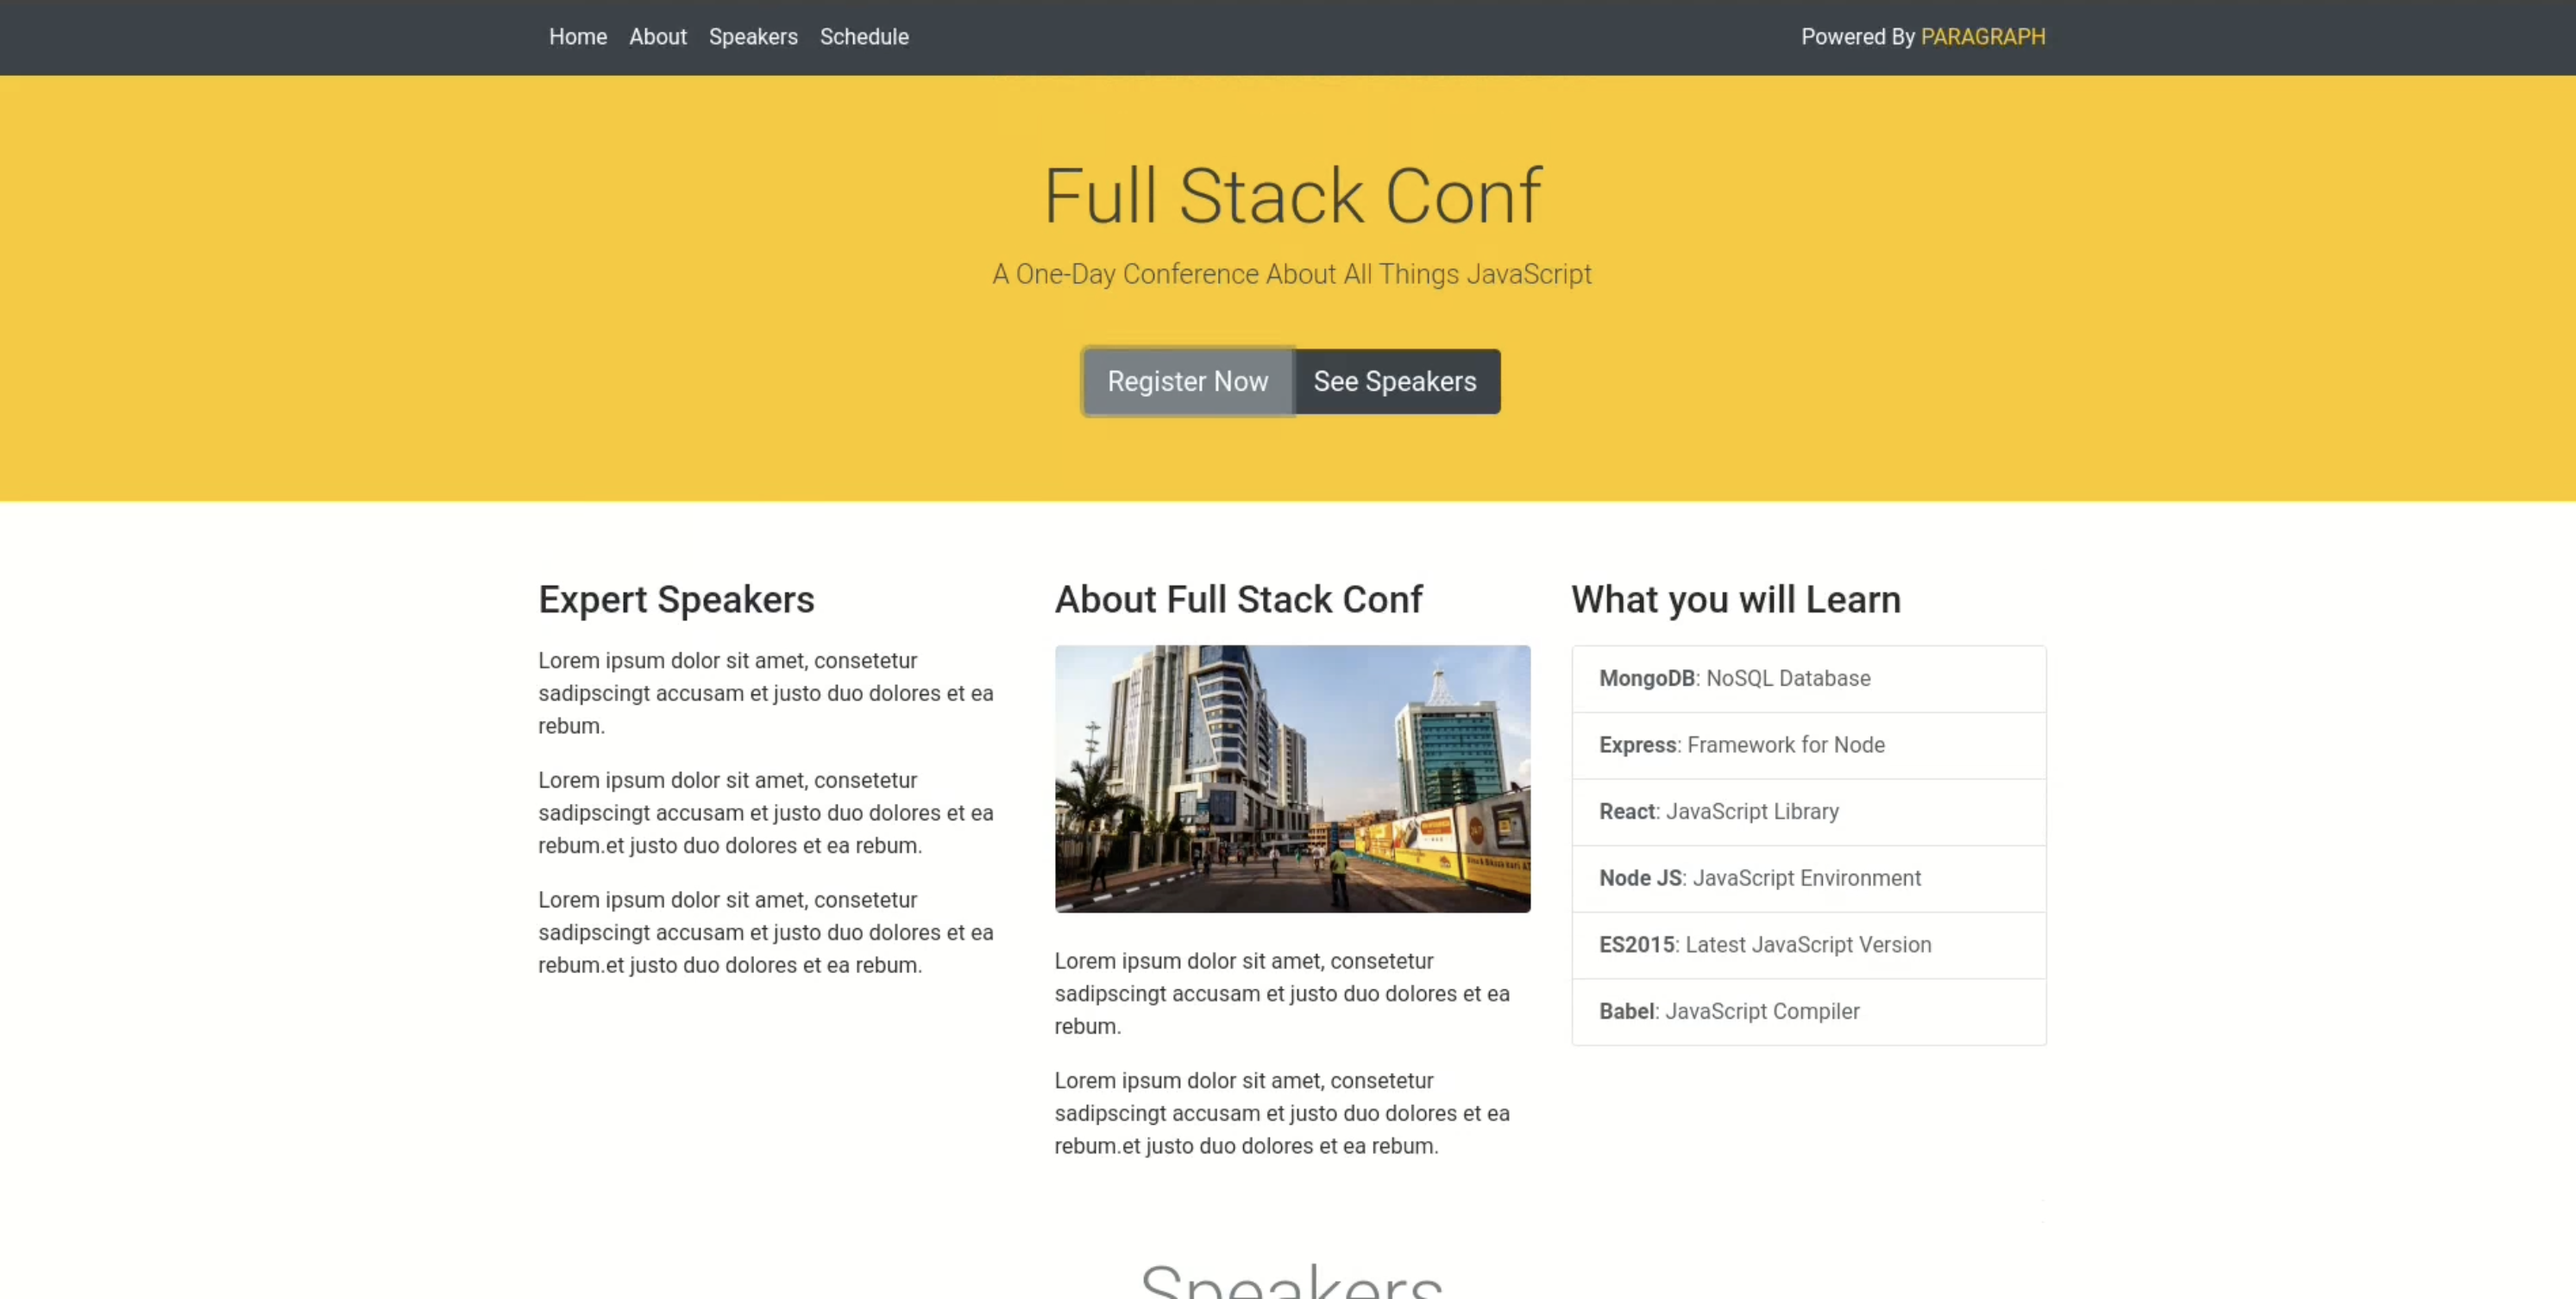 Home About Speakers Schedule
Powered By PARAGRAPH
Full Stack Conf
A One-Day Conference About All Things JavaScript
Register Now
See Speakers
Expert Speakers
Lorem ipsum dolor sit amet, consetetur
sadipscingt accusam et justo duo dolores et ea
rebum.
Lorem ipsum dolor sit amet, consetetur
sadipscingt accusam et justo duo dolores et ea
rebum.et justo duo dolores et ea rebum.
Lorem ipsum dolor sit amet, consetetur
sadipscingt accusam et justo duo dolores et ea
rebum.et justo duo dolores et ea rebum.
About Full Stack Conf
Lorem ipsum dolor sit amet, consetetur
sadipscingt accusam et justo duo dolores et ea
rebum.
Lorem ipsum dolor sit amet, consetetur
sadipscingt accusam et justo duo dolores et ea
rebum.et justo duo dolores et ea rebum.
What you will Learn
MongoDB: NoSQL Database
Express: Framework for Node
React: JavaScript Library
Node JS: JavaScript Environment
ES2015: Latest JavaScript Version
Babel: JavaScript Compiler
Speakers